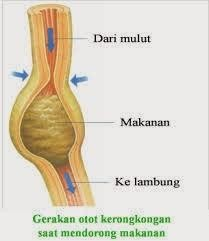 Dari mulut
Makanan
Ke lambung
Gerakan otot kerongkongan
saat mendorong makanan